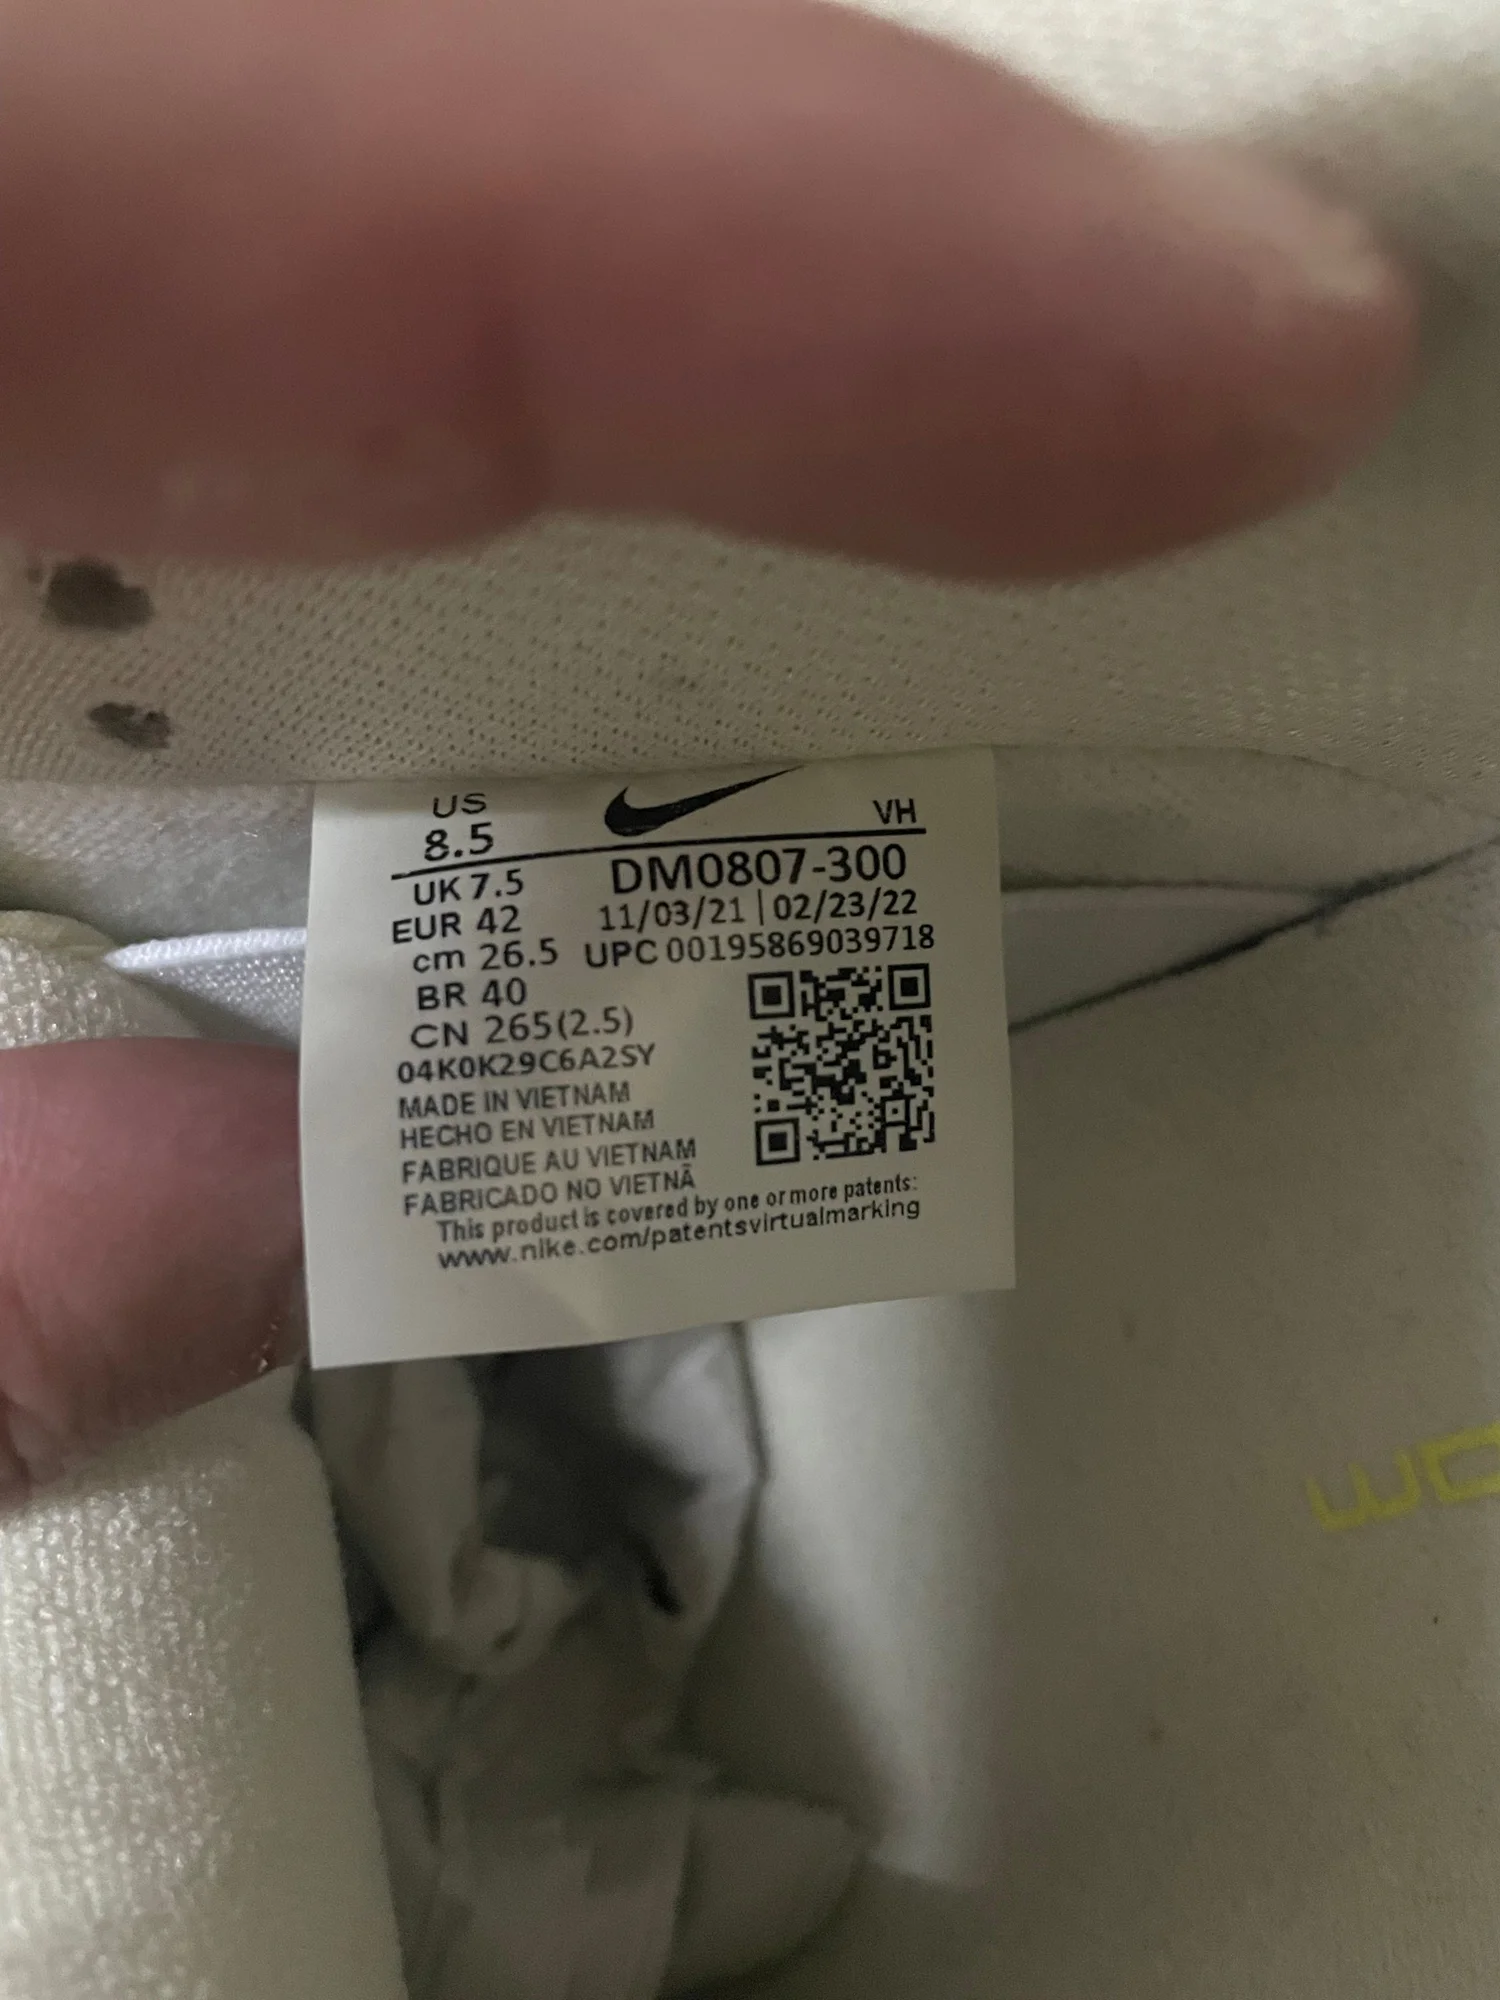 US
8.5
VH
UK 7.5
DM0807-300
EUR 42
11/03/21 | 02/23/22
cm 26.5
UPC 00195869039718
BR 40
CN 265(2.5)
04K0K29C6A2SY
MADE IN VIETNAM
HECHO EN VIETNAM
FABRIQUE AU VIETNAM
FABRICADO NO VIETNÃ
This product is covered by one or more patents:
www.nike.com/patentsvirtualmarking